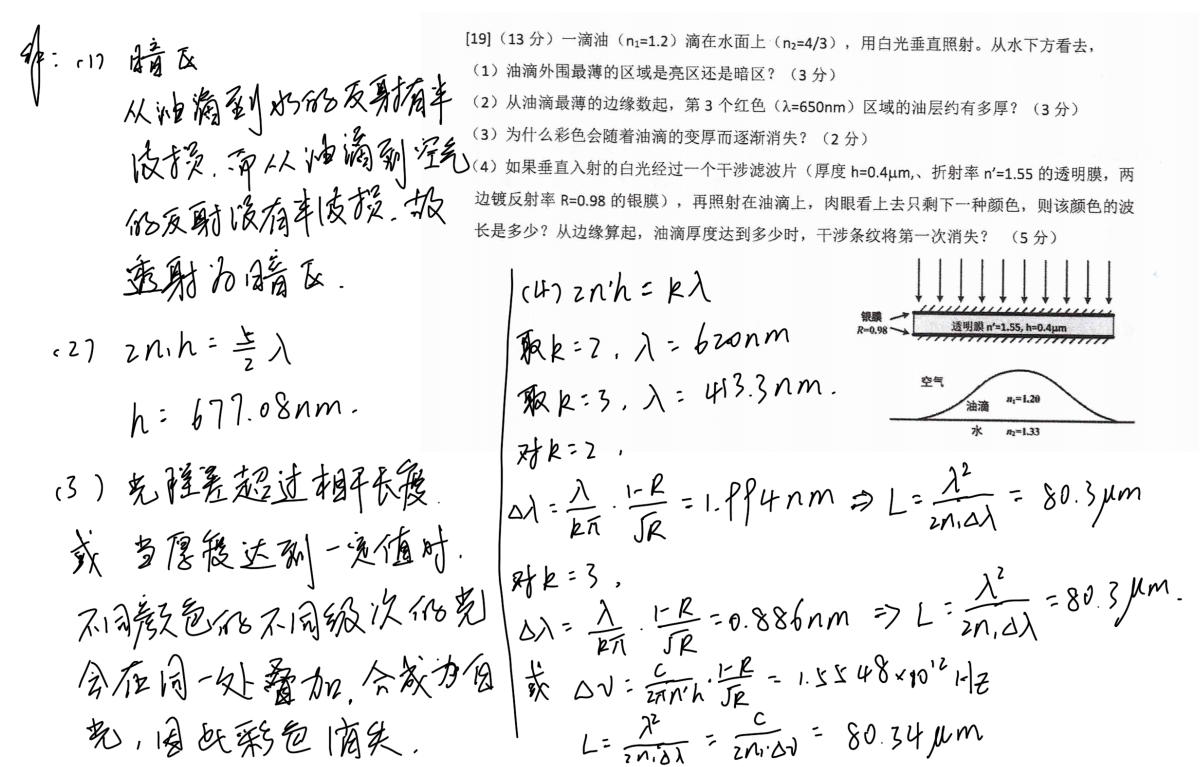 [19]（13 分）一滴油（n₁=1.2）滴在水面上（n₂=4/3），用白光垂直照射。从水下方看去，
（1）油滴外围最薄的区域是亮区还是暗区？（3 分）
（2）从油滴最薄的边缘数起，第 3 个红色（λ=650nm）区域的油层约有多厚？（3 分）
（3）为什么彩色会随着油滴的变厚而逐渐消失？（2 分）
（4）如果垂直入射的白光经过一个干涉滤波片（厚度 h=0.4μm,、折射率 n′=1.55 的透明膜，两
边镀反射率 R=0.98 的银膜），再照射在油滴上，肉眼看上去只剩下一种颜色，则该颜色的波
长是多少？从边缘算起，油滴厚度达到多少时，干涉条纹将第一次消失？ （5 分）
银膜
R=0.98
透明膜 n′=1.55, h=0.4μm
空气
油滴
n₁=1.20
水
n₂=1.33
解：(1) 暗区
从油滴到水的反射有半
波损，而从油滴到空气
的反射没有半波损，故
透射为暗区.
(2) 2n₁h = 5/2 λ
h = 677.08nm.
(3) 光程差超过相干长度.
或 当厚度达到一定值时.
不同颜色的不同级次的光
会在同一处叠加，合成为白
光，因此彩色消失.
(4) 2n'h = kλ
取k=2, λ = 620nm
取k=3, λ = 413.3nm.
对k=2,
Δλ = λ/kπ · 1-R/√R = 1.994nm ⇒ L = λ²/2n₁Δλ = 80.3μm
对k=3,
Δλ = λ/kπ · 1-R/√R = 0.886nm ⇒ L = λ²/2n₁Δλ = 80.3μm.
或 Δν = c/2πn'h · 1-R/√R = 1.5548×10¹² Hz
L = λ²/2n₁Δλ = c/2n₁·Δν = 80.34μm